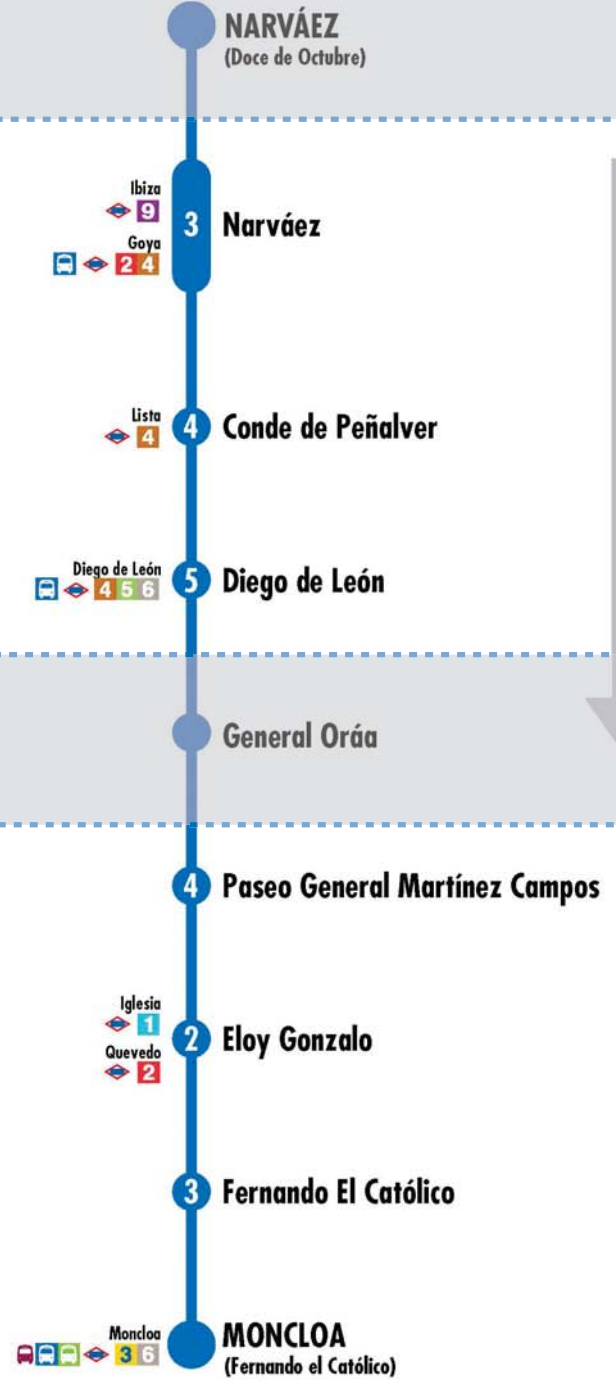 NARVÁEZ
(Doce de Octubre)
Ibiza
9
Goya
2 4
3
Narváez
Lista
4
4
Conde de Peñalver
Diego de León
4 5 6
5
Diego de León
General Oráa
4
Paseo General Martínez Campos
Iglesia
1
Quevedo
2
2
Eloy Gonzalo
3
Fernando El Católico
Moncloa
3 6
MONCLOA
(Fernando el Católico)